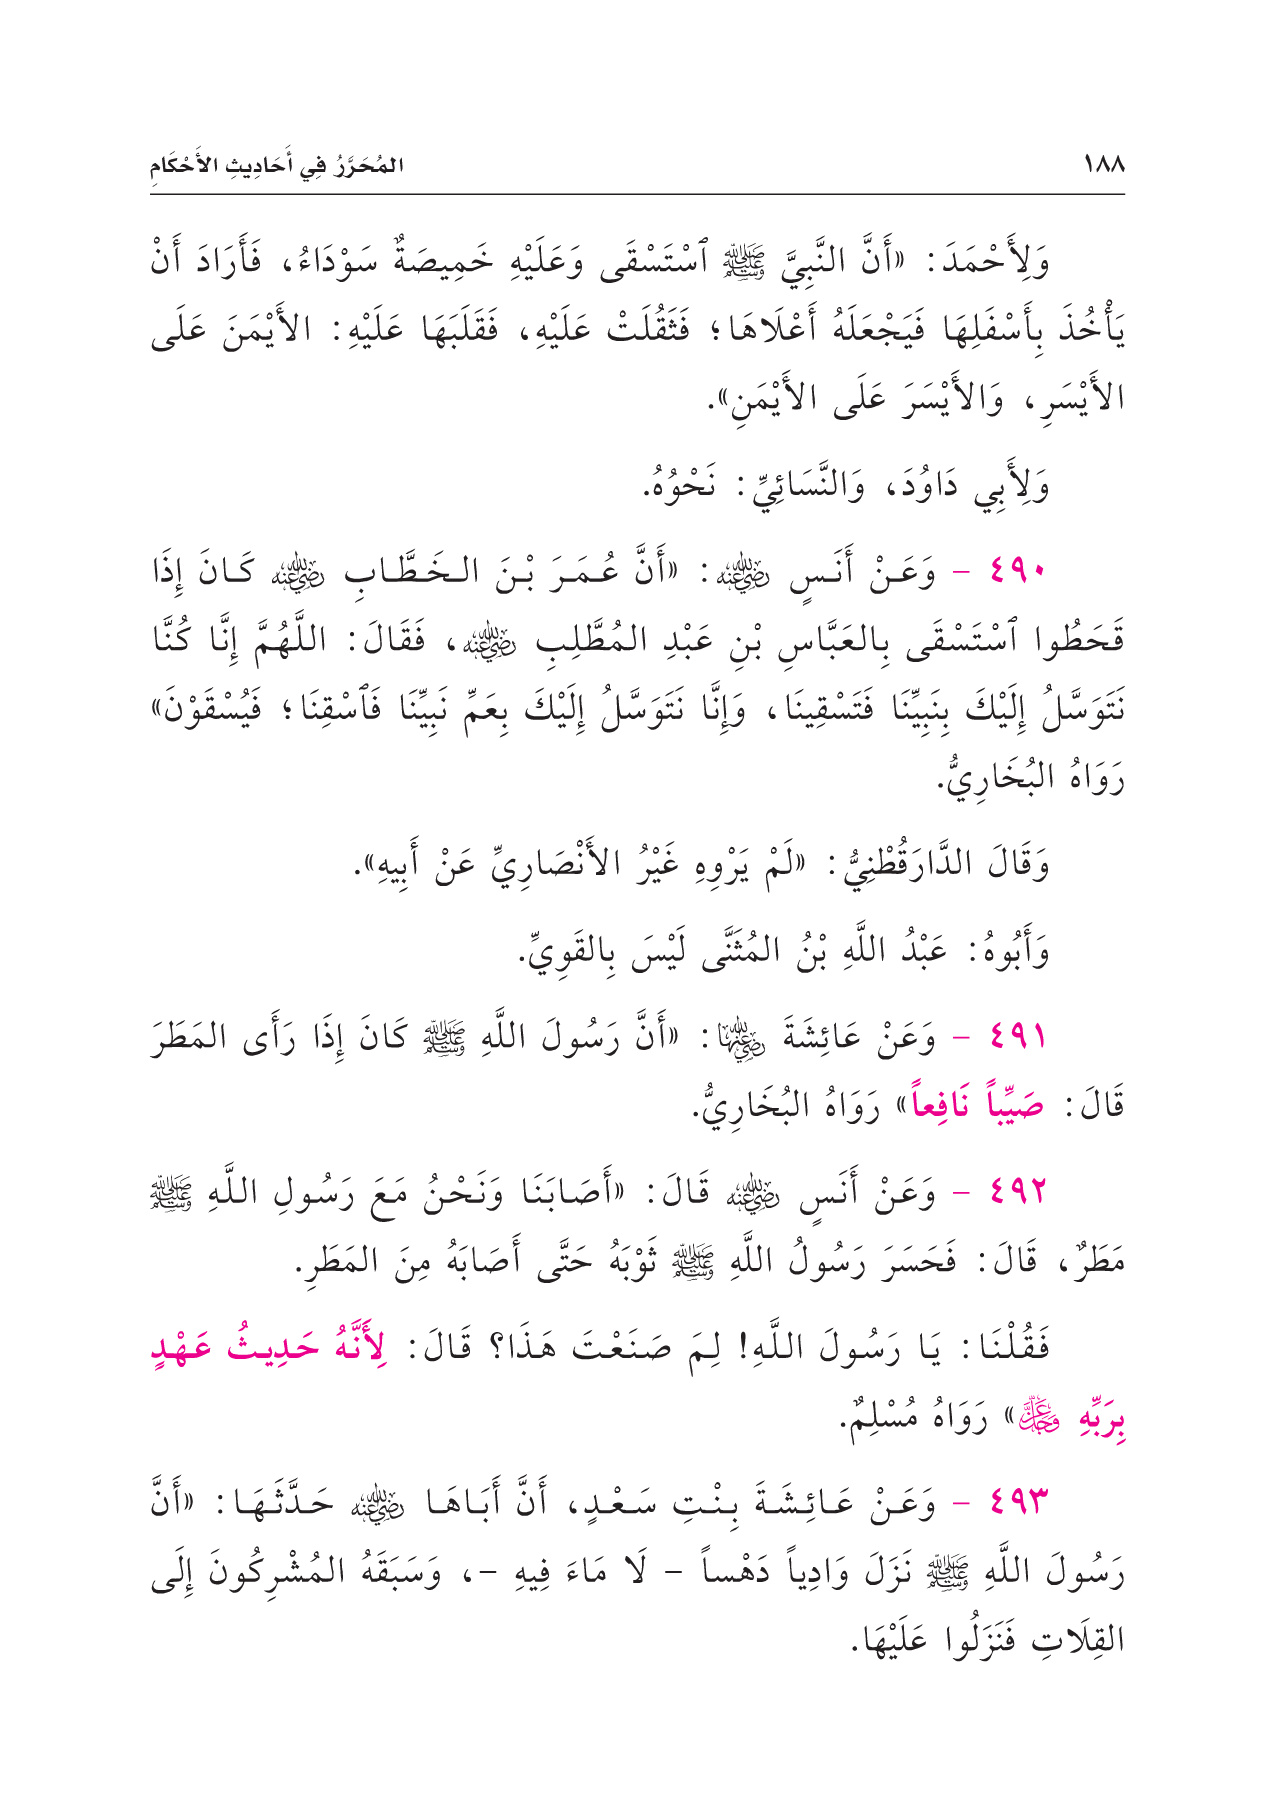 ١٨٨ المُحَرَّرُ فِي أَحَادِيثِ الأَحْكَامِ
وَلِأَحْمَدَ: «أَنَّ النَّبِيَّ ﷺ ٱسْتَسْقَى وَعَلَيْهِ خَمِيصَةٌ سَوْدَاءُ، فَأَرَادَ أَنْ
يَأْخُذَ بِأَسْفَلِهَا فَيَجْعَلَهُ أَعْلَاهَا؛ فَثَقُلَتْ عَلَيْهِ، فَقَلَبَهَا عَلَيْهِ: الأَيْمَنَ عَلَى
الأَيْسَرِ، وَالأَيْسَرَ عَلَى الأَيْمَنِ».
وَلِأَبِي دَاوُدَ، وَالنَّسَائِيِّ: نَحْوُهُ.
٤٩٠ - وَعَنْ أَنَسٍ رضي الله عنه: «أَنَّ عُمَرَ بْنَ الخَطَّابِ رضي الله عنه كَانَ إِذَا
قَحَطُوا ٱسْتَسْقَى بِالعَبَّاسِ بْنِ عَبْدِ المُطَّلِبِ رضي الله عنه، فَقَالَ: اللَّهُمَّ إِنَّا كُنَّا
نَتَوَسَّلُ إِلَيْكَ بِنَبِيِّنَا فَتَسْقِينَا، وَإِنَّا نَتَوَسَّلُ إِلَيْكَ بِعَمِّ نَبِيِّنَا فَٱسْقِنَا؛ فَيُسْقَوْنَ»
رَوَاهُ البُخَارِيُّ.
وَقَالَ الدَّارَقُطْنِيُّ: «لَمْ يَرْوِهِ غَيْرُ الأَنْصَارِيِّ عَنْ أَبِيهِ».
وَأَبُوهُ: عَبْدُ اللَّهِ بْنُ المُثَنَّى لَيْسَ بِالقَوِيِّ.
٤٩١ - وَعَنْ عَائِشَةَ رضي الله عنها: «أَنَّ رَسُولَ اللَّهِ ﷺ كَانَ إِذَا رَأَى المَطَرَ
قَالَ: صَيِّباً نَافِعاً» رَوَاهُ البُخَارِيُّ.
٤٩٢ - وَعَنْ أَنَسٍ رضي الله عنه قَالَ: «أَصَابَنَا وَنَحْنُ مَعَ رَسُولِ اللَّهِ ﷺ
مَطَرٌ، قَالَ: فَحَسَرَ رَسُولُ اللَّهِ ﷺ ثَوْبَهُ حَتَّى أَصَابَهُ مِنَ المَطَرِ.
فَقُلْنَا: يَا رَسُولَ اللَّهِ! لِمَ صَنَعْتَ هَذَا؟ قَالَ: لِأَنَّهُ حَدِيثُ عَهْدٍ
بِرَبِّهِ عز وجل» رَوَاهُ مُسْلِمٌ.
٤٩٣ - وَعَنْ عَائِشَةَ بِنْتِ سَعْدٍ، أَنَّ أَبَاهَا رضي الله عنه حَدَّثَهَا: «أَنَّ
رَسُولَ اللَّهِ ﷺ نَزَلَ وَادِياً دَهْساً - لَا مَاءَ فِيهِ -، وَسَبَقَهُ المُشْرِكُونَ إِلَى
القِلَاتِ فَنَزَلُوا عَلَيْهَا.